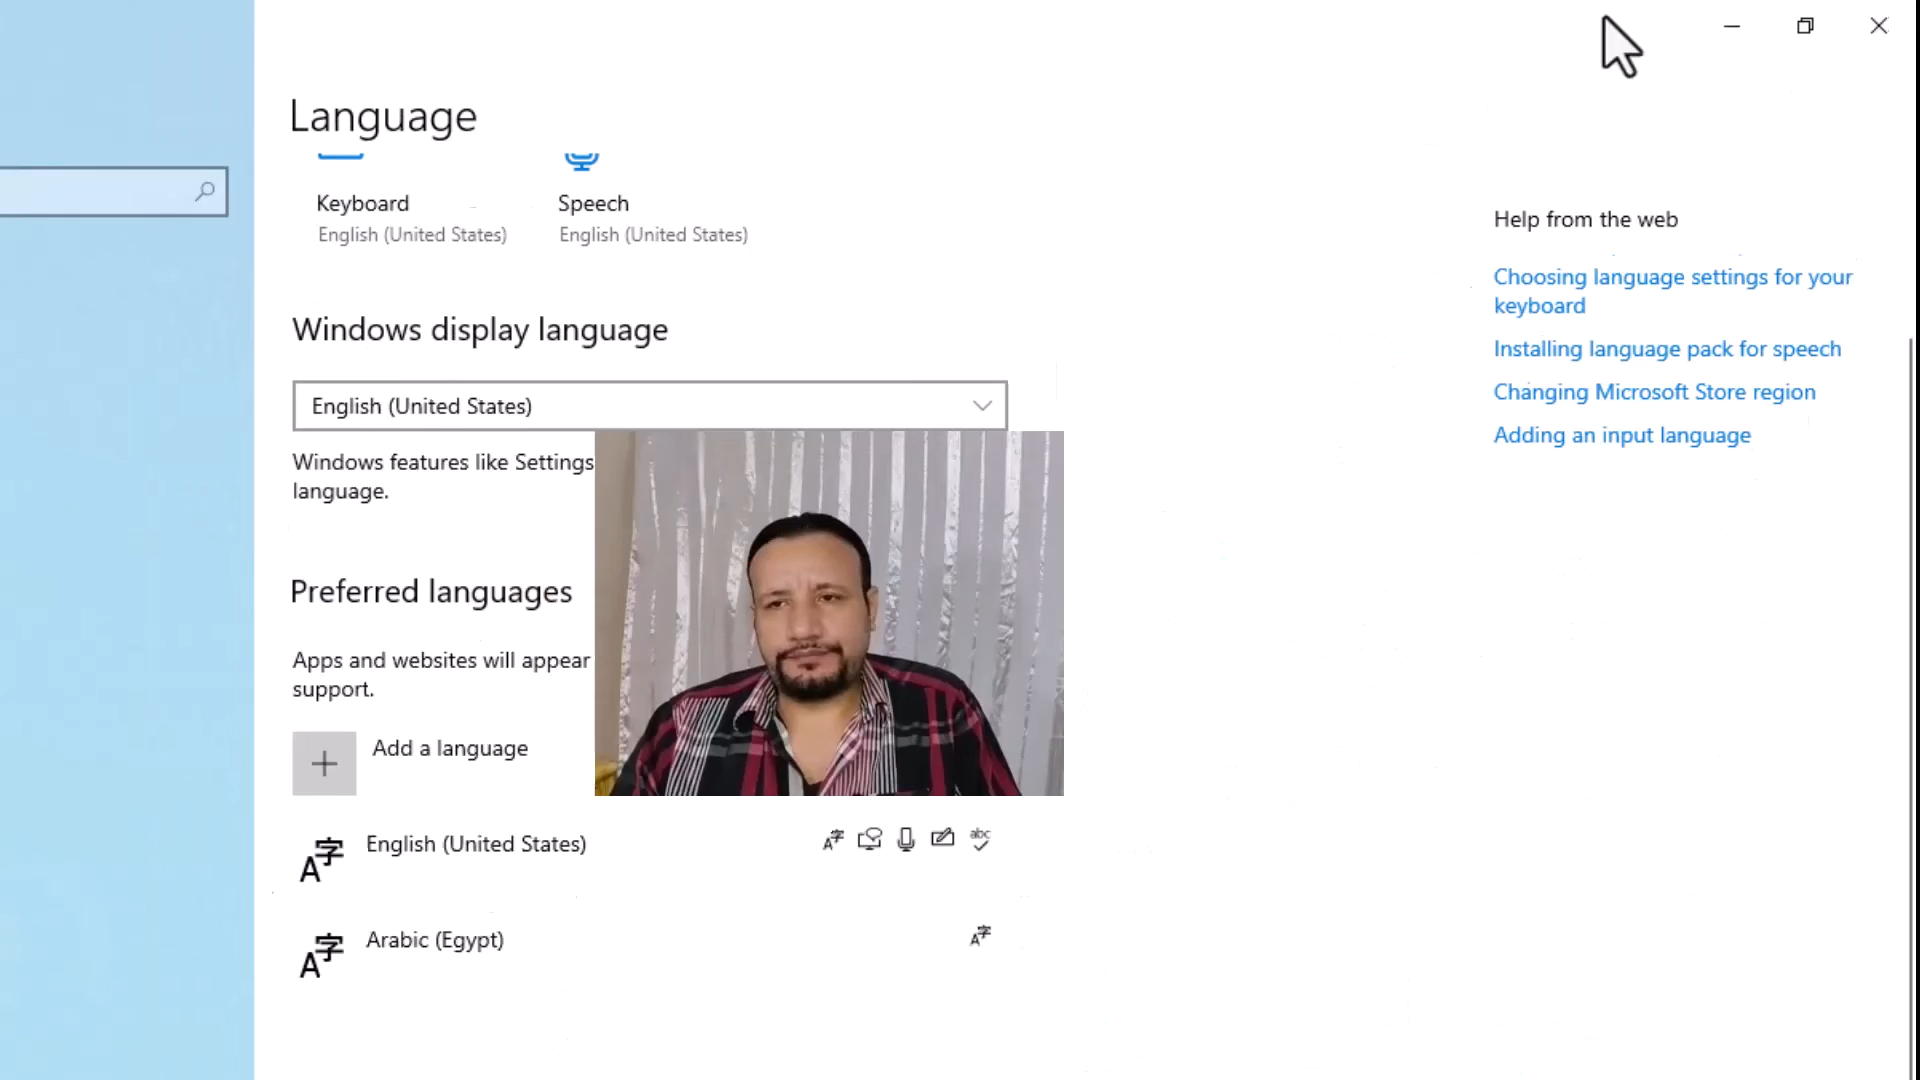 Language
Keyboard
English (United States)
Speech
English (United States)
Windows display language
English (United States)
Windows features like Settings
language.
Preferred languages
Apps and websites will appear
support.
Add a language
English (United States)
abc
Arabic (Egypt)
Help from the web
Choosing language settings for your
keyboard
Installing language pack for speech
Changing Microsoft Store region
Adding an input language